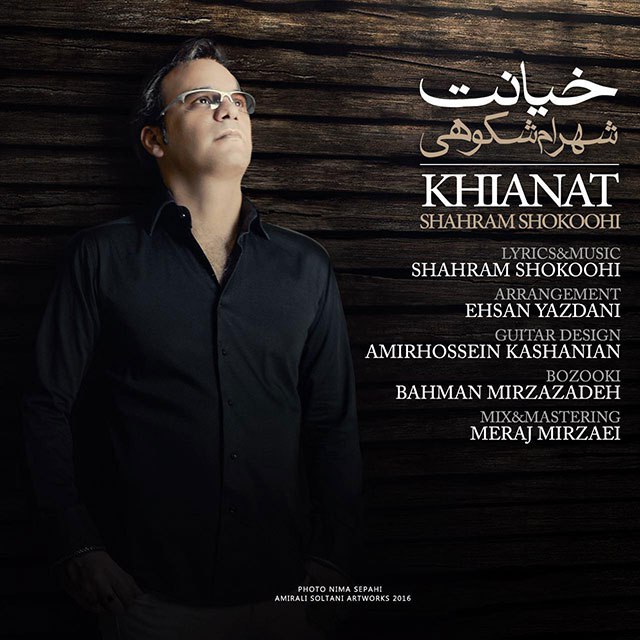 خیانت
شهرام شکوهی
KHIANAT
SHAHRAM SHOKOOHI
LYRICS&MUSIC
SHAHRAM SHOKOOHI
ARRANGEMENT
EHSAN YAZDANI
GUITAR DESIGN
AMIRHOSSEIN KASHANIAN
BOZOOKI
BAHMAN MIRZAZADEH
MIX&MASTERING
MERAJ MIRZAEI
PHOTO NIMA SEPAHI
AMIRALI SOLTANI ARTWORKS 2016